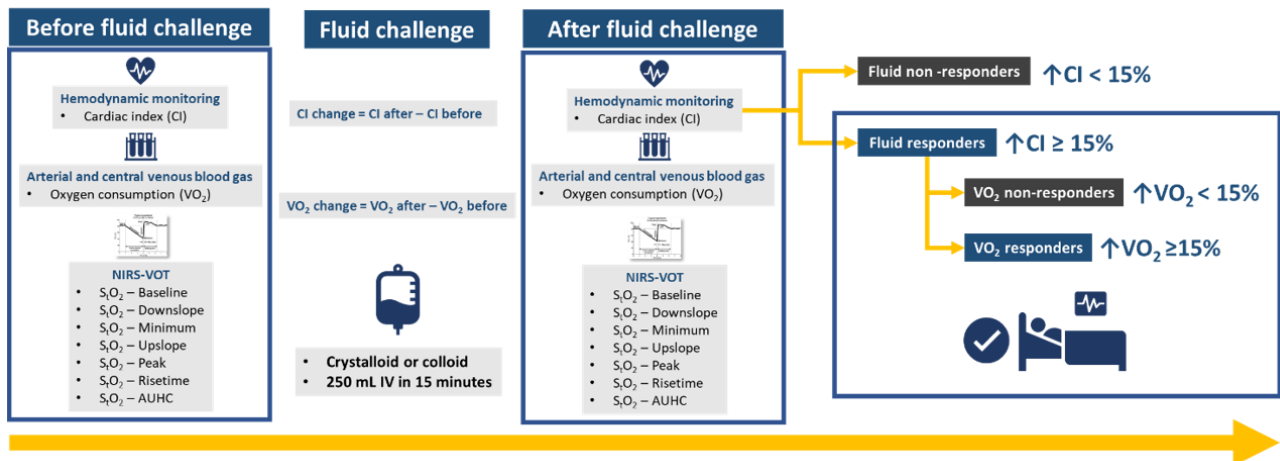 Before fluid challenge
Hemodynamic monitoring
• Cardiac index (CI)
Arterial and central venous blood gas
• Oxygen consumption (VO₂)
NIRS-VOT
• SₜO₂ – Baseline
• SₜO₂ – Downslope
• SₜO₂ – Minimum
• SₜO₂ – Upslope
• SₜO₂ – Peak
• SₜO₂ – Risetime
• SₜO₂ – AUHC
Fluid challenge
CI change = CI after – CI before
VO₂ change = VO₂ after – VO₂ before
• Crystalloid or colloid
• 250 mL IV in 15 minutes
After fluid challenge
Hemodynamic monitoring
• Cardiac index (CI)
Arterial and central venous blood gas
• Oxygen consumption (VO₂)
NIRS-VOT
• SₜO₂ – Baseline
• SₜO₂ – Downslope
• SₜO₂ – Minimum
• SₜO₂ – Upslope
• SₜO₂ – Peak
• SₜO₂ – Risetime
• SₜO₂ – AUHC
Fluid non -responders ↑CI < 15%
Fluid responders ↑CI ≥ 15%
VO₂ non-responders ↑VO₂ < 15%
VO₂ responders ↑VO₂ ≥15%